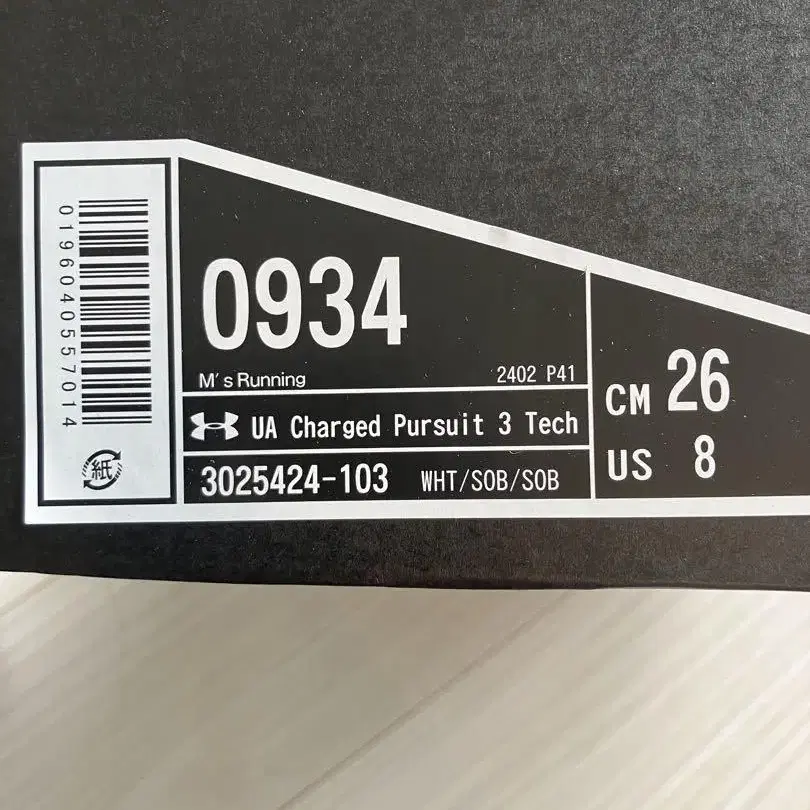 0196040557014
紙
0934
M's Running
2402 P41
UA Charged Pursuit 3 Tech
3025424-103 WHT/SOB/SOB
CM 26
US 8